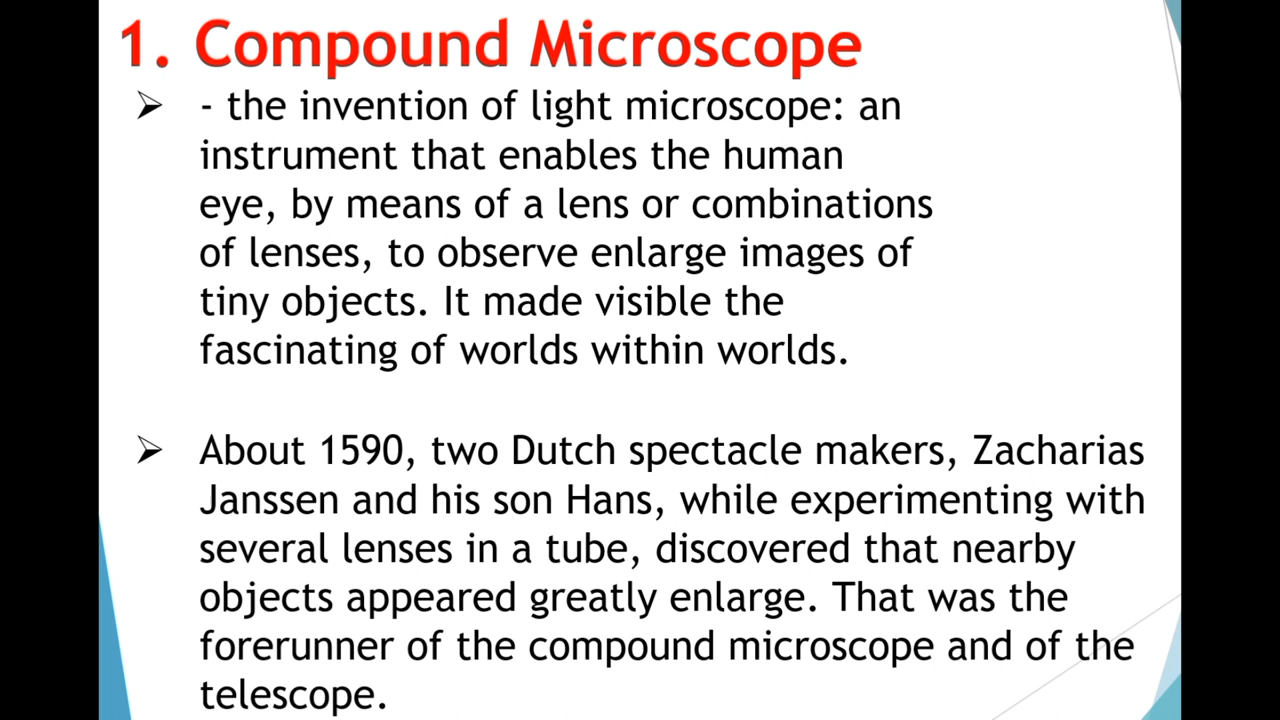 1. Compound Microscope
➢ - the invention of light microscope: an
instrument that enables the human
eye, by means of a lens or combinations
of lenses, to observe enlarge images of
tiny objects. It made visible the
fascinating of worlds within worlds.
➢ About 1590, two Dutch spectacle makers, Zacharias
Janssen and his son Hans, while experimenting with
several lenses in a tube, discovered that nearby
objects appeared greatly enlarge. That was the
forerunner of the compound microscope and of the
telescope.